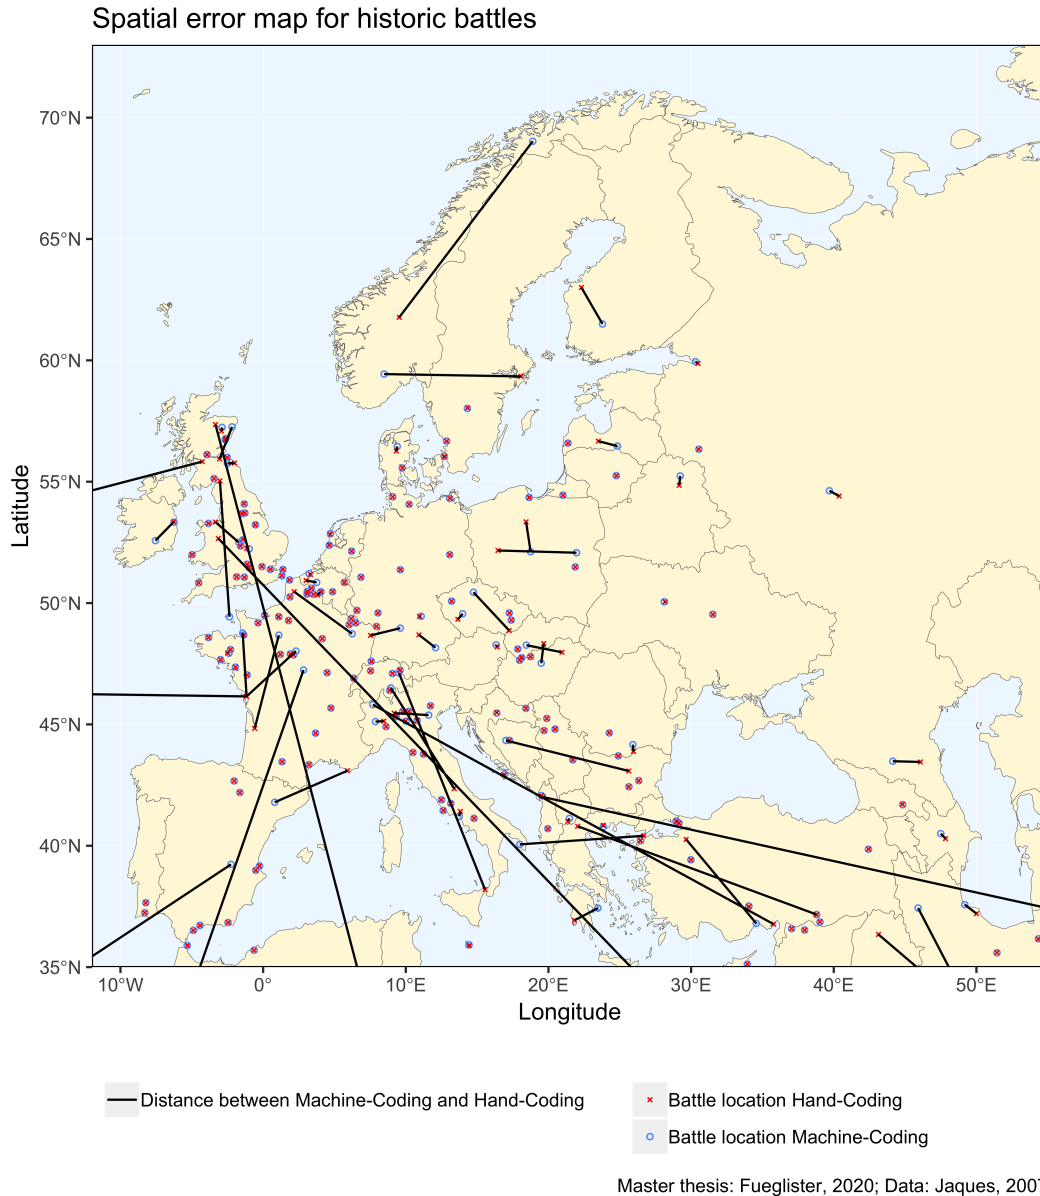 Spatial error map for historic battles
70°N
65°N
60°N
55°N
50°N
45°N
40°N
35°N
Latitude
10°W 0° 10°E 20°E 30°E 40°E 50°E
Longitude
Distance between Machine-Coding and Hand-Coding
Battle location Hand-Coding
Battle location Machine-Coding
Master thesis: Fueglister, 2020; Data: Jaques, 2007